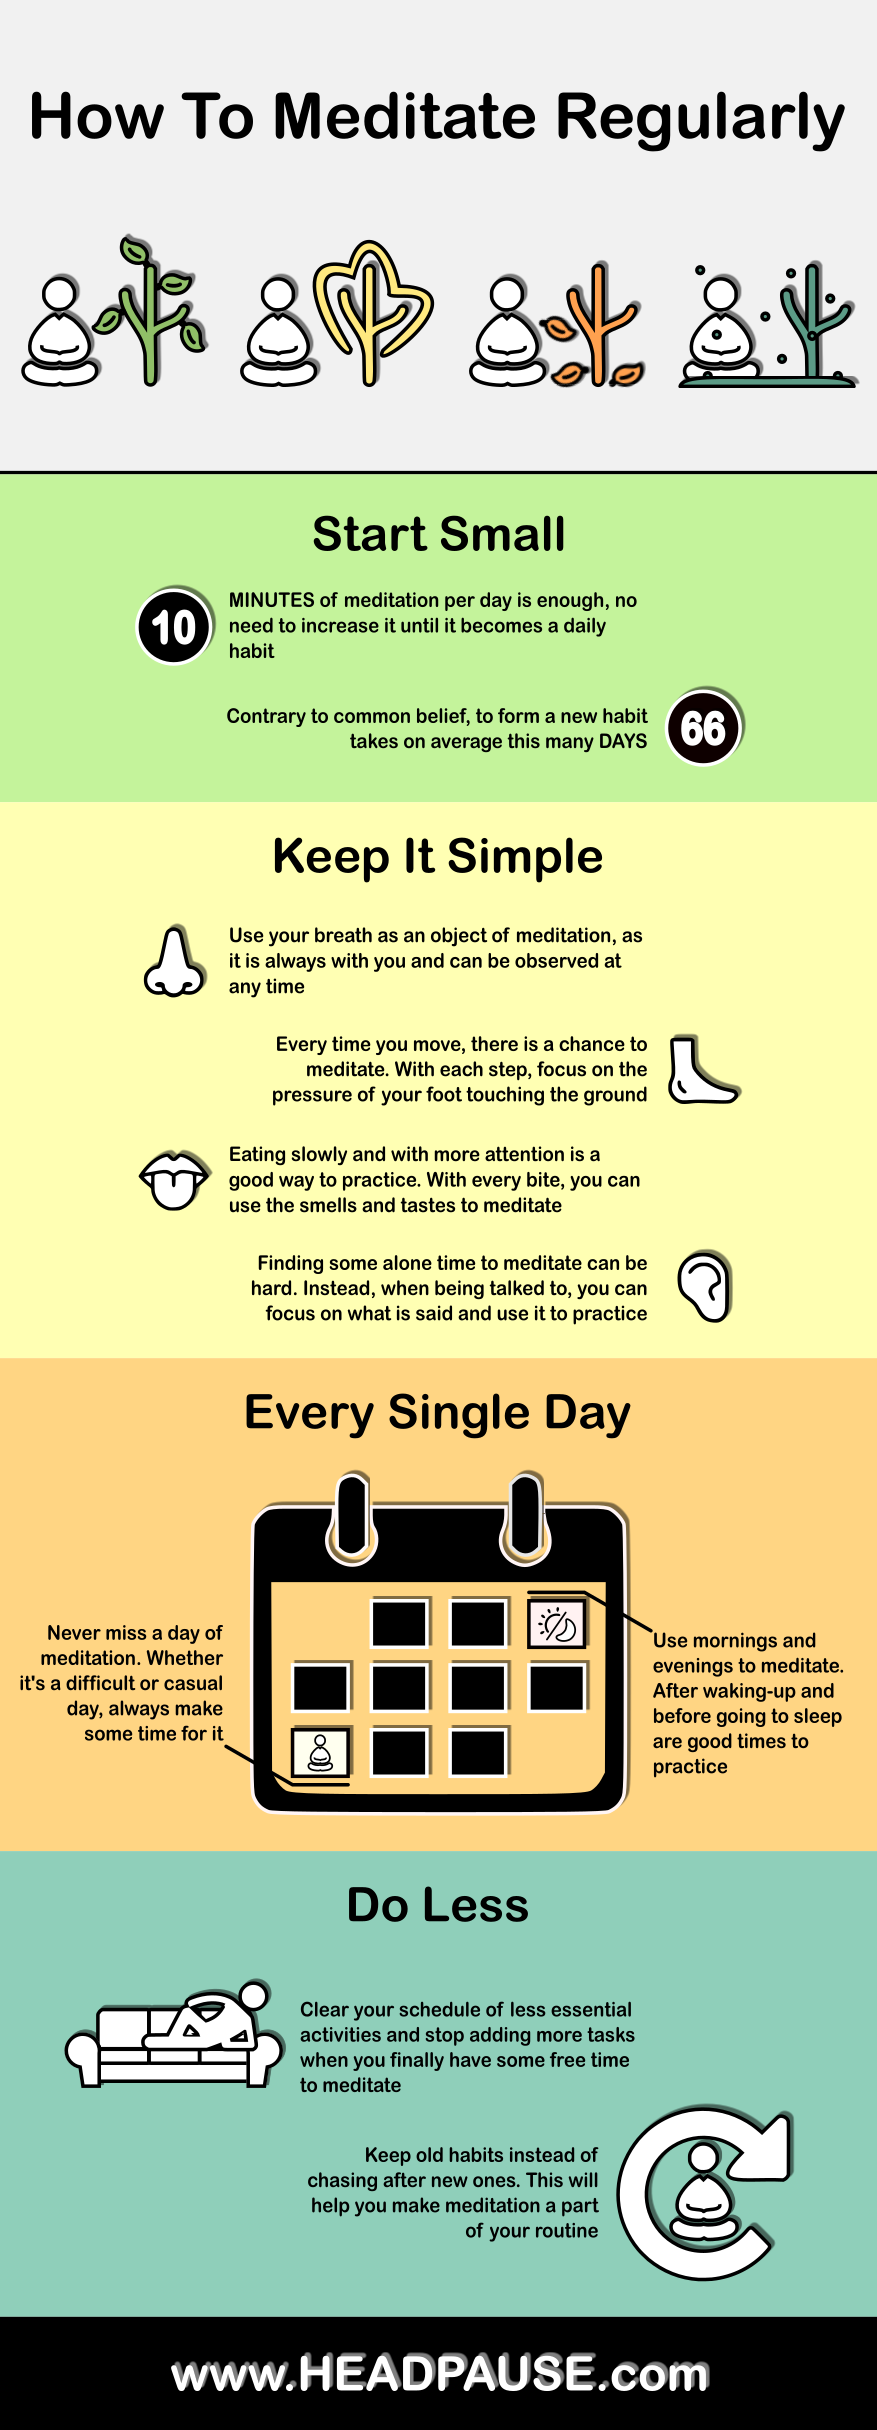 How To Meditate Regularly
Start Small
10
MINUTES of meditation per day is enough, no
need to increase it until it becomes a daily
habit
Contrary to common belief, to form a new habit
takes on average this many DAYS
66
Keep It Simple
Use your breath as an object of meditation, as
it is always with you and can be observed at
any time
Every time you move, there is a chance to
meditate. With each step, focus on the
pressure of your foot touching the ground
Eating slowly and with more attention is a
good way to practice. With every bite, you can
use the smells and tastes to meditate
Finding some alone time to meditate can be
hard. Instead, when being talked to, you can
focus on what is said and use it to practice
Every Single Day
Never miss a day of
meditation. Whether
it's a difficult or casual
day, always make
some time for it
Use mornings and
evenings to meditate.
After waking-up and
before going to sleep
are good times to
practice
Do Less
Clear your schedule of less essential
activities and stop adding more tasks
when you finally have some free time
to meditate
Keep old habits instead of
chasing after new ones. This will
help you make meditation a part
of your routine
www.HEADPAUSE.com